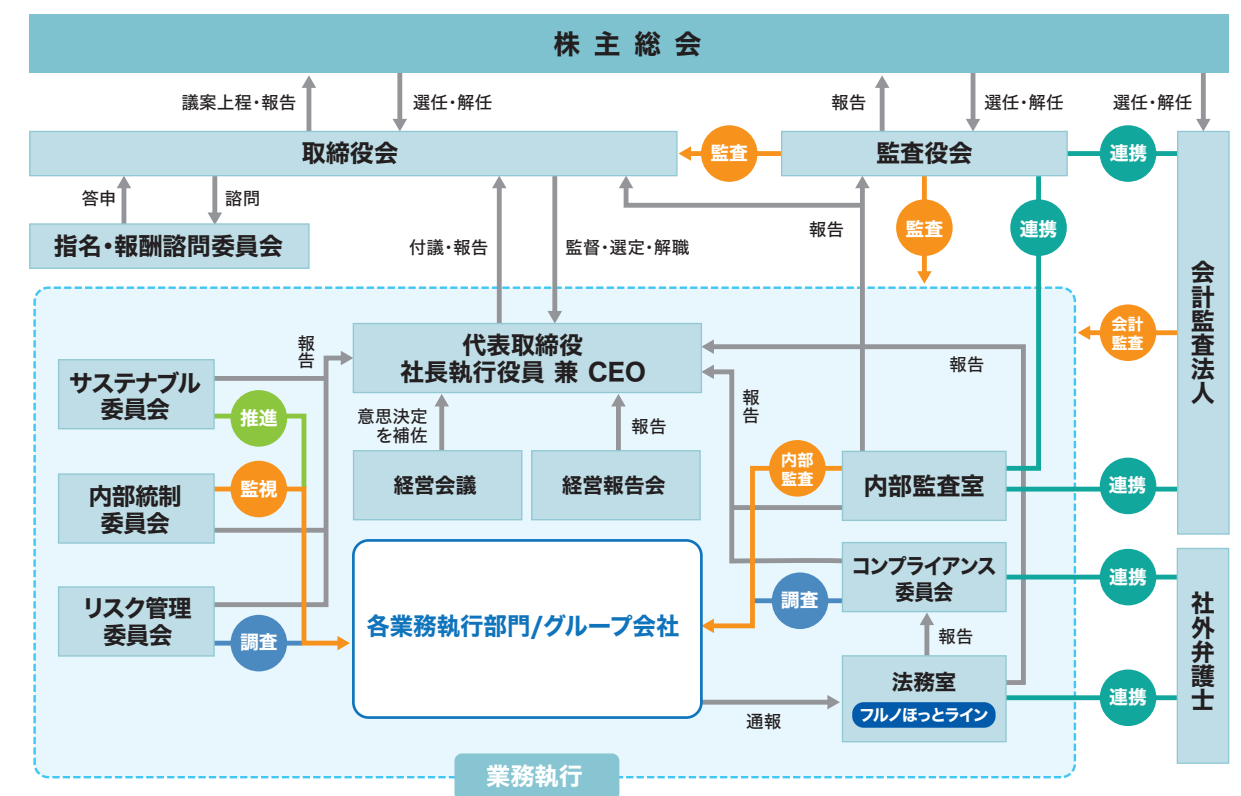 株主総会
議案上程・報告
選任・解任
報告
選任・解任
選任・解任
取締役会
監査
監査役会
連携
答申
諮問
付議・報告
監督・選定・解職
報告
監査
連携
指名・報酬諮問委員会
会計監査法人
会計
監査
報告
代表取締役
社長執行役員 兼 CEO
報告
サステナブル
委員会
推進
意思決定
を補佐
報告
報告
内部統制
委員会
監視
経営会議
経営報告会
内部
監査
内部監査室
連携
コンプライアンス
委員会
連携
リスク管理
委員会
調査
各業務執行部門/グループ会社
調査
報告
社外弁護士
法務室
フルノほっとライン
連携
通報
業務執行